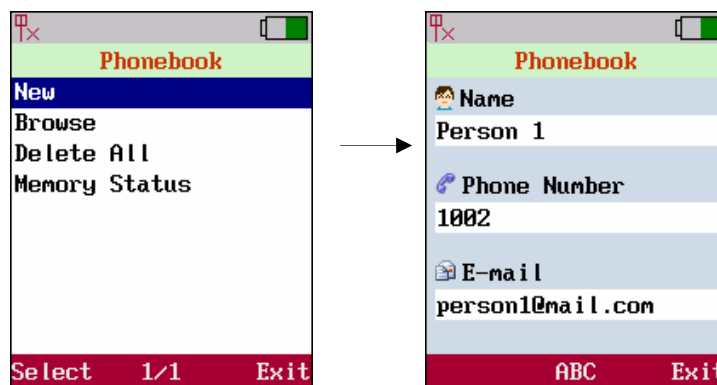 Phonebook
New
Browse
Delete All
Memory Status
Select 1/1 Exit
Phonebook
Name
Person 1
Phone Number
1002
E-mail
person1@mail.com
ABC Exit